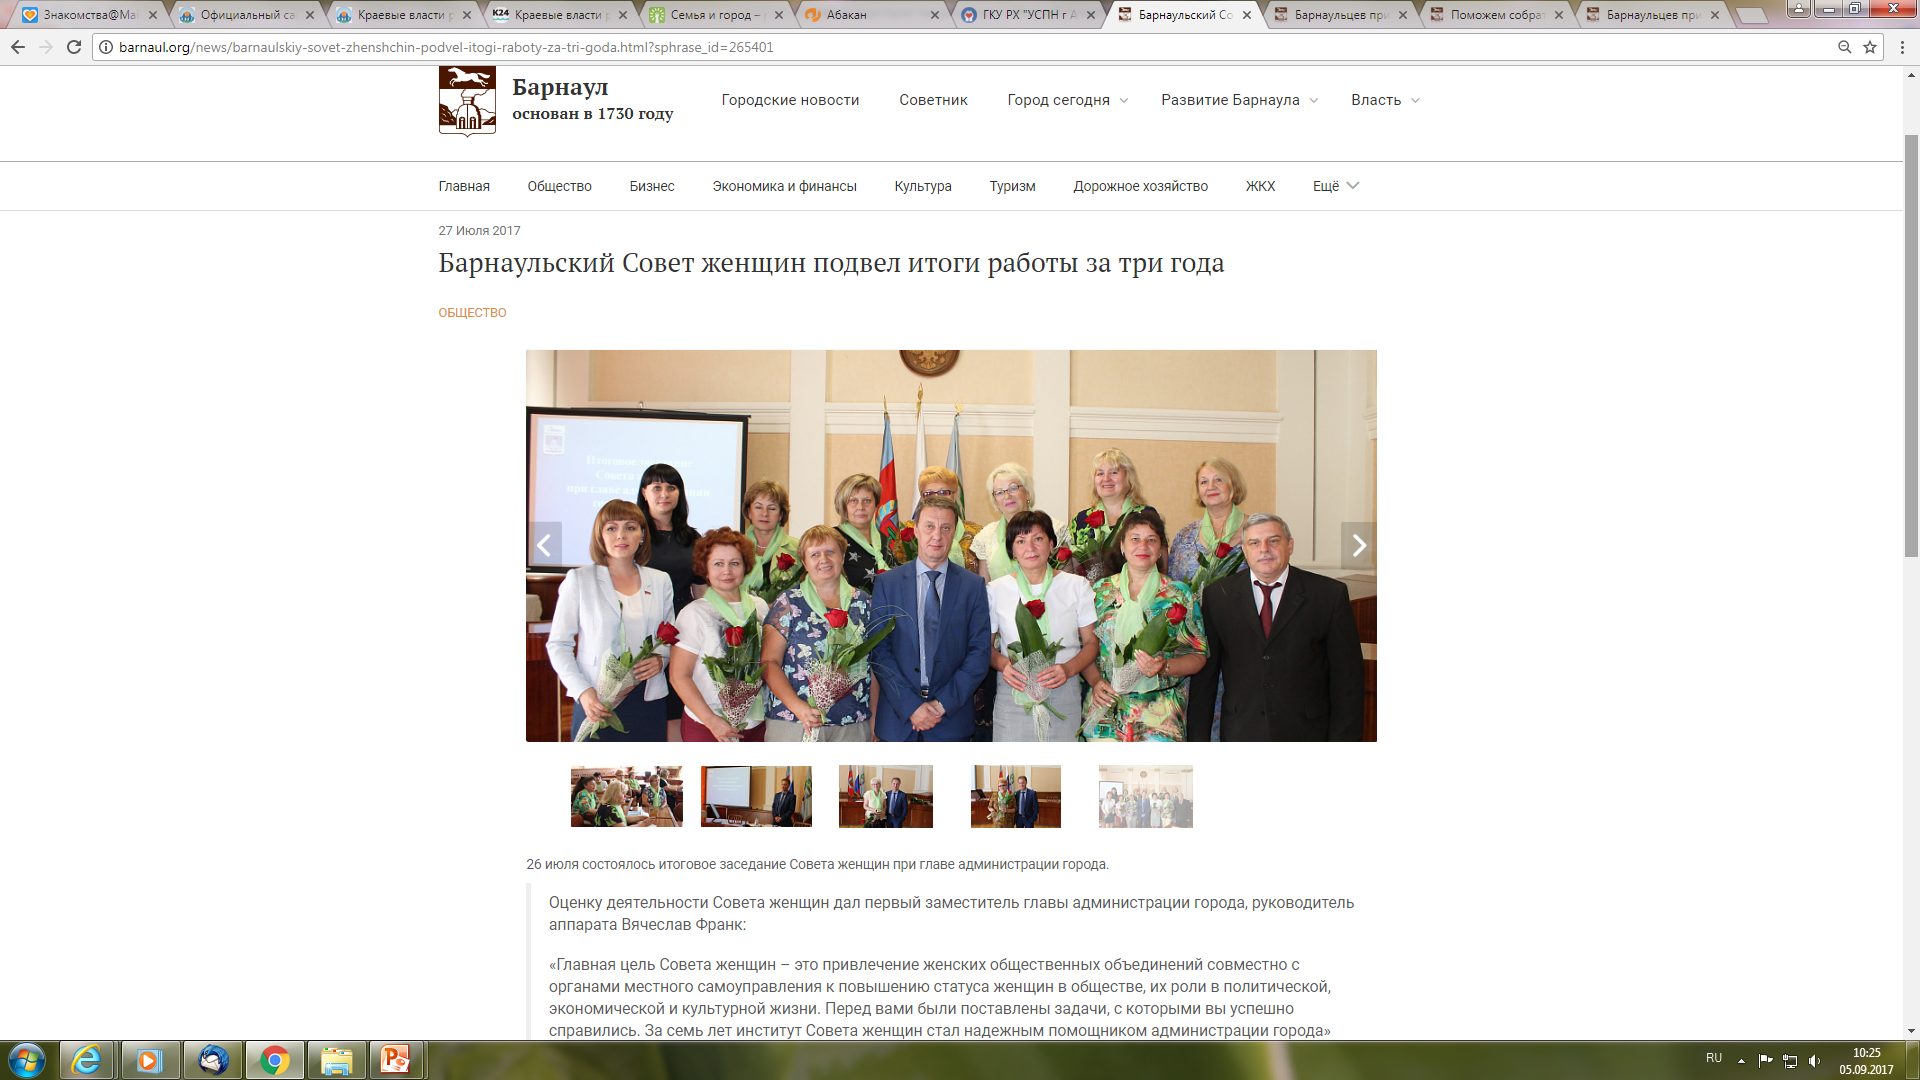 Знакомства@Mai
Официальный са
Краевые власти р
K24 Краевые власти р
Семья и город –
Абакан
ГКУ РХ "УСПН г А
Барнаульский Со
Барнаульцев при
Поможем собрат
Барнаульцев при
barnaul.org/news/barnaulskiy-sovet-zhenshchin-podvel-itogi-raboty-za-tri-goda.html?sphrase_id=265401
Барнаул
основан в 1730 году
Городские новости
Советник
Город сегодня
Развитие Барнаула
Власть
Главная
Общество
Бизнес
Экономика и финансы
Культура
Туризм
Дорожное хозяйство
ЖКХ
Ещё
27 Июля 2017
Барнаульский Совет женщин подвел итоги работы за три года
ОБЩЕСТВО
Итоговое
Совета
при главе
26 июля состоялось итоговое заседание Совета женщин при главе администрации города.
Оценку деятельности Совета женщин дал первый заместитель главы администрации города, руководитель
аппарата Вячеслав Франк:
«Главная цель Совета женщин – это привлечение женских общественных объединений совместно с
органами местного самоуправления к повышению статуса женщин в обществе, их роли в политической,
экономической и культурной жизни. Перед вами были поставлены задачи, с которыми вы успешно
справились. За семь лет институт Совета женщин стал надежным помощником администрации города»
RU
10:25
05.09.2017